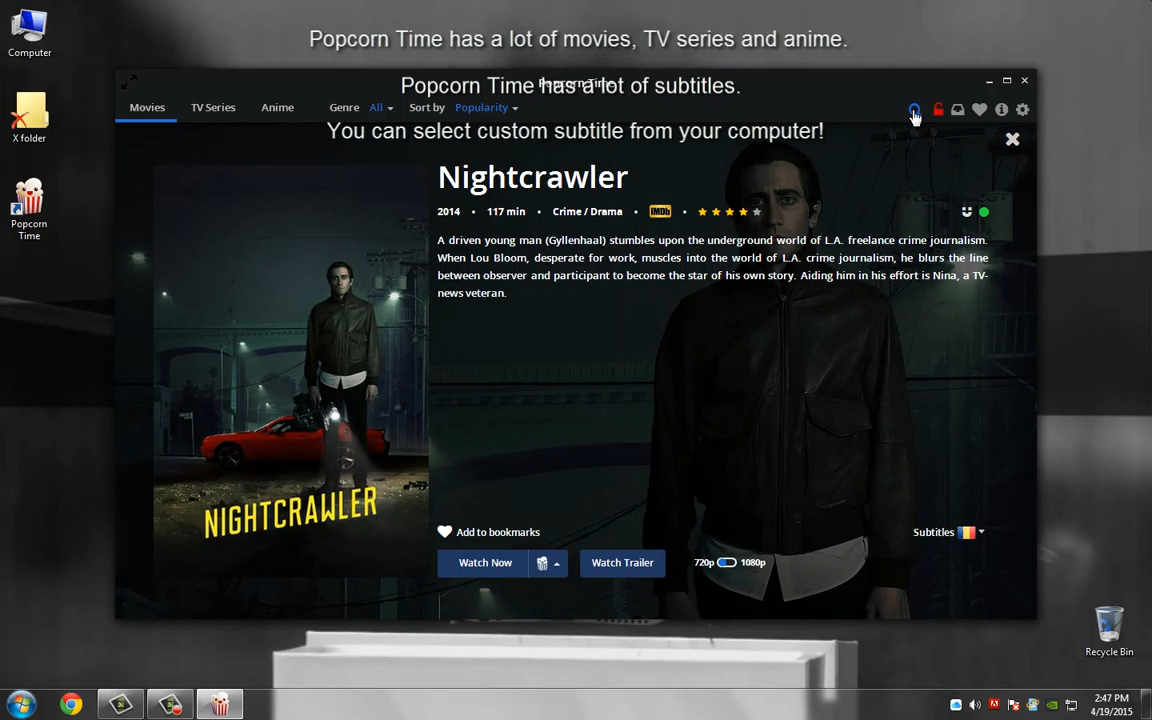 Popcorn Time has a lot of movies, TV series and anime.
Popcorn Time has a lot of subtitles.
You can select custom subtitle from your computer!
Computer
X folder
Popcorn
Time
Popcorn Time
Movies TV Series Anime Genre All Sort by Popularity
Nightcrawler
2014 • 117 min • Crime / Drama • IMDb •
A driven young man (Gyllenhaal) stumbles upon the underground world of L.A. freelance crime journalism.
When Lou Bloom, desperate for work, muscles into the world of L.A. crime journalism, he blurs the line
between observer and participant to become the star of his own story. Aiding him in his effort is Nina, a TV-
news veteran.
NIGHTCRAWLER
Add to bookmarks
Subtitles
Watch Now
Watch Trailer
720p 1080p
Recycle Bin
2:47 PM
4/19/2015